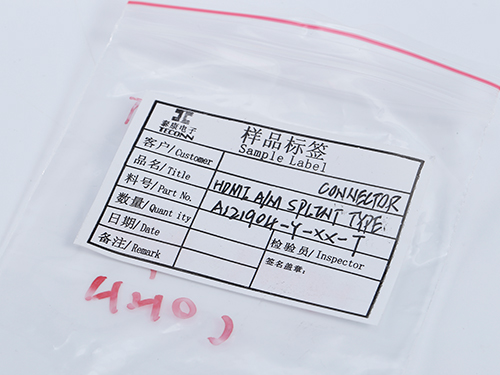 泰康电子
TECONN
样品标签
Sample Label
客户/Customer
品名/Title CONNECTOR
料号/Part No. HDMI A/M SPLINT TYPE
数量/Quantity A121904-Y-XX-T
日期/Date 检验员/Inspector
备注/Remark 签名盖章: